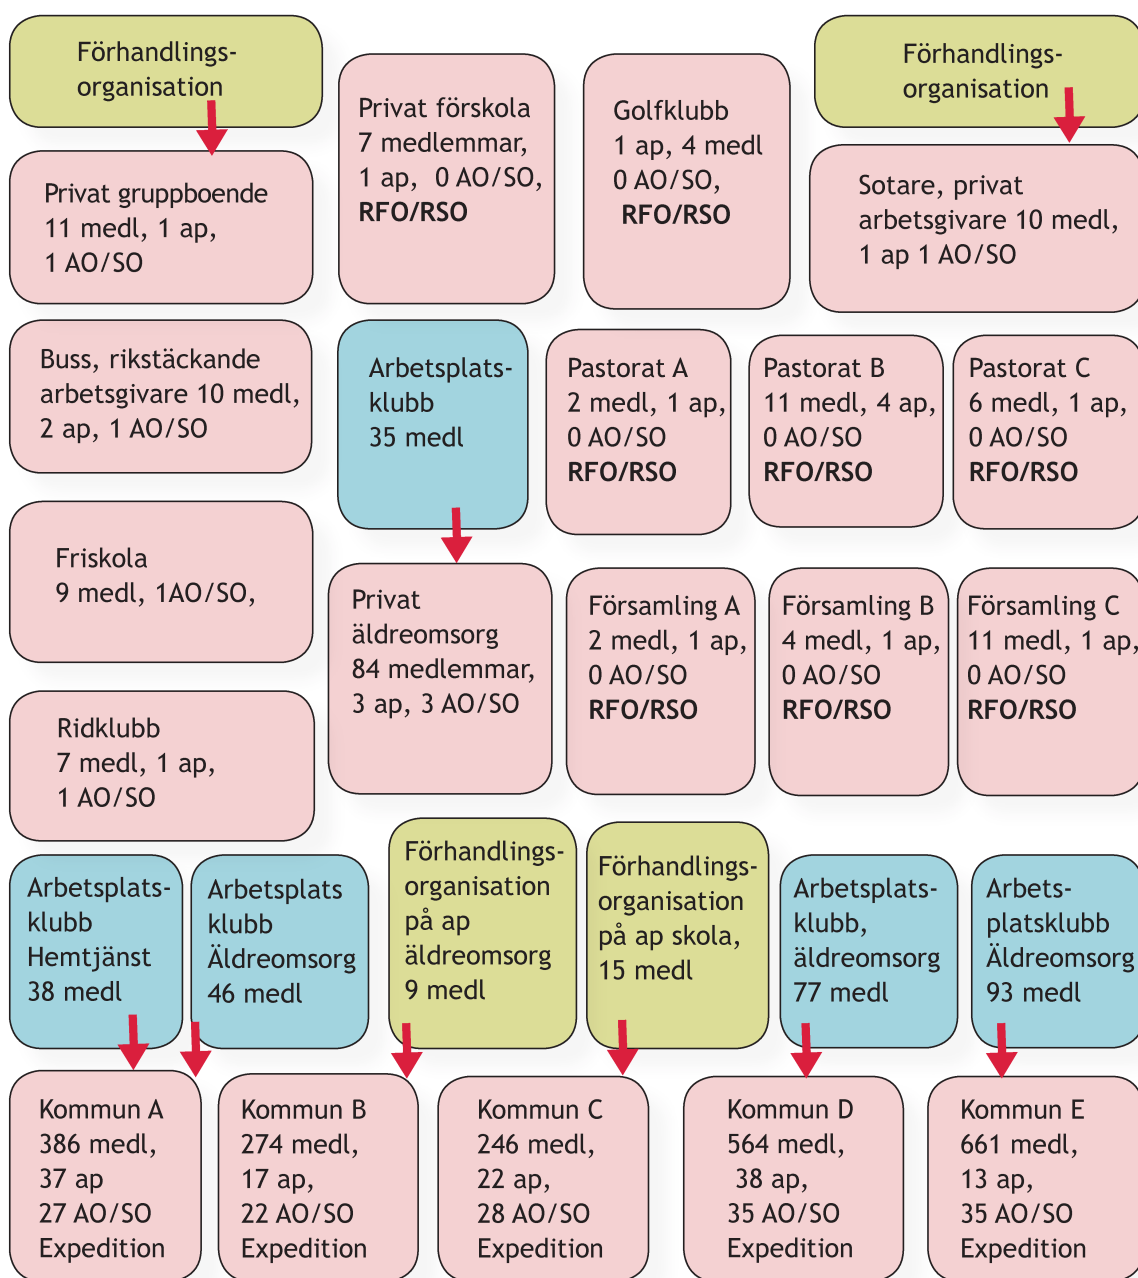 Förhandlings-
organisation
Privat förskola
7 medlemmar,
1 ap,  0 AO/SO,
RFO/RSO
Golfklubb
1 ap, 4 medl
0 AO/SO,
RFO/RSO
Förhandlings-
organisation
Privat gruppboende
11 medl, 1 ap,
1 AO/SO
Sotare, privat
arbetsgivare 10 medl,
1 ap 1 AO/SO
Buss, rikstäckande
arbetsgivare 10 medl,
2 ap, 1 AO/SO
Arbetsplats-
klubb
35 medl
Pastorat A
2 medl, 1 ap,
0 AO/SO
RFO/RSO
Pastorat B
11 medl, 4 ap,
0 AO/SO
RFO/RSO
Pastorat C
6 medl, 1 ap,
0 AO/SO
RFO/RSO
Friskola
9 medl, 1AO/SO,
Privat
äldreomsorg
84 medlemmar,
3 ap, 3 AO/SO
Församling A
2 medl, 1 ap,
0 AO/SO
RFO/RSO
Församling B
4 medl, 1 ap,
0 AO/SO
RFO/RSO
Församling C
11 medl, 1 ap,
0 AO/SO
RFO/RSO
Ridklubb
7 medl, 1 ap,
1 AO/SO
Arbetsplats-
klubb
Hemtjänst
38 medl
Arbetsplats
klubb
Äldreomsorg
46 medl
Förhandlings-
organisation
på ap
äldreomsorg
9 medl
Förhandlings-
organisation
på ap skola,
15 medl
Arbetsplats-
klubb,
äldreomsorg
77 medl
Arbets-
platsklubb
Äldreomsorg
93 medl
Kommun A
386 medl,
37 ap
27 AO/SO
Expedition
Kommun B
274 medl,
17 ap,
22 AO/SO
Expedition
Kommun C
246 medl,
22 ap,
28 AO/SO
Expedition
Kommun D
564 medl,
38 ap,
35 AO/SO
Expedition
Kommun E
661 medl,
13 ap,
35 AO/SO
Expedition